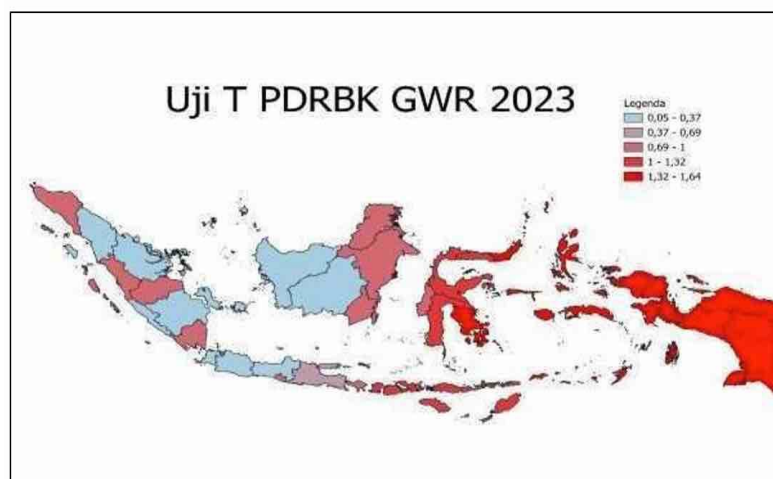 Uji T PDRBK GWR 2023
Legenda
0,05 - 0,37
0,37 - 0,69
0,69 - 1
1 - 1,32
1,32 - 1,64